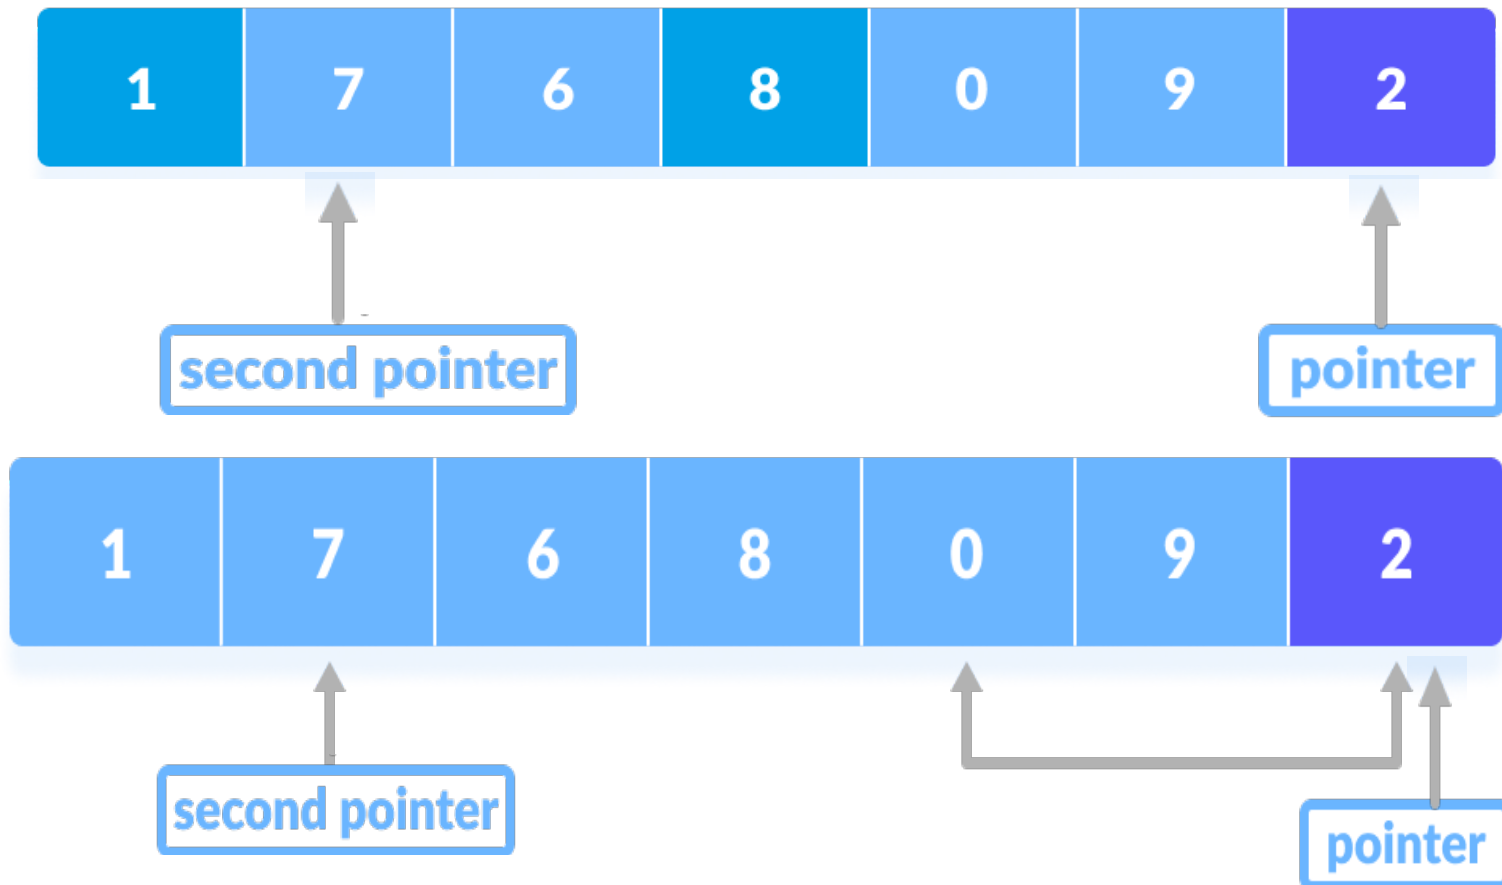 1 7 6 8 0 9 2
second pointer pointer
1 7 6 8 0 9 2
second pointer
pointer